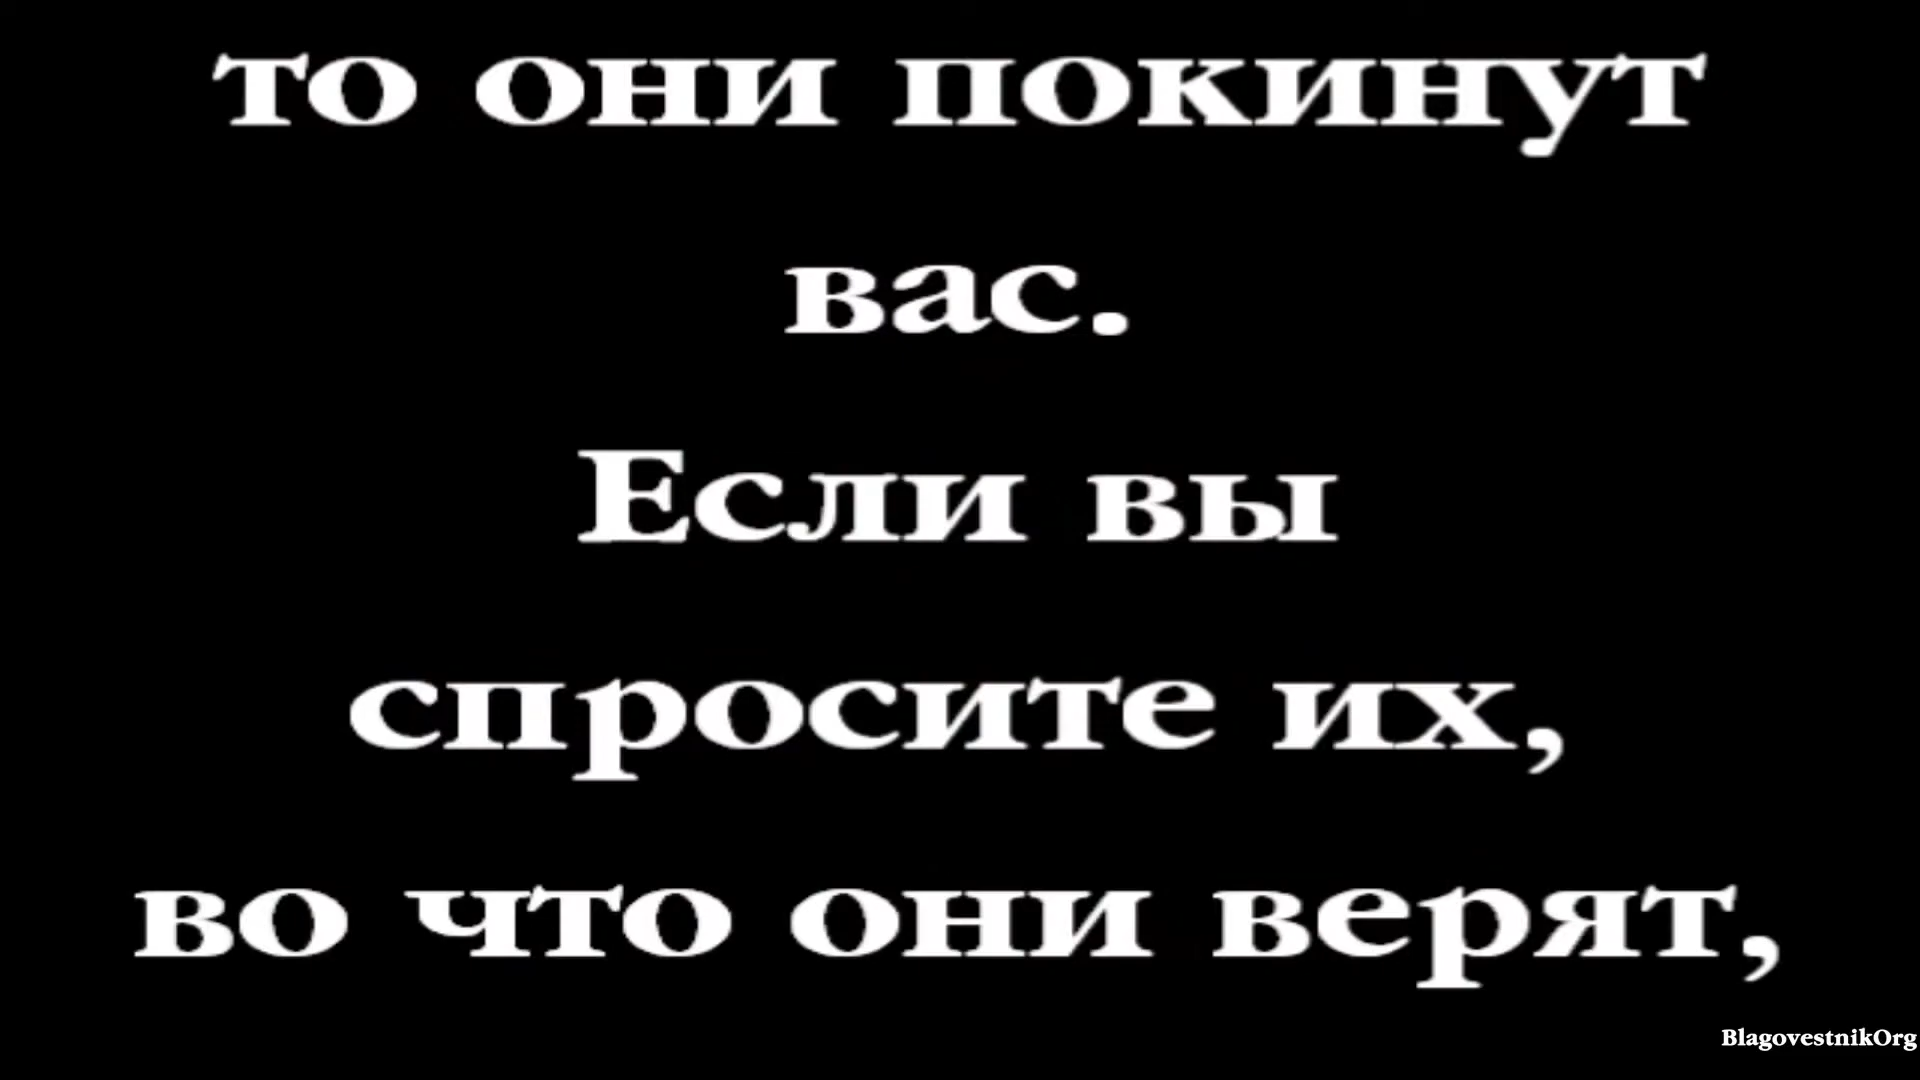 то они покинут
вас.
Если вы
спросите их,
во что они верят,
BlagovestnikOrg